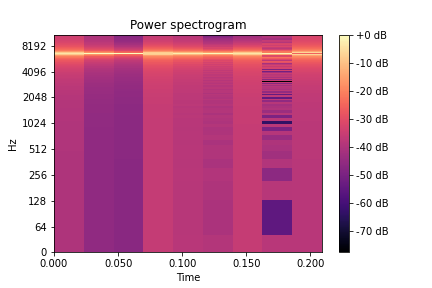 Power spectrogram
8192
4096
2048
1024
512
256
128
64
0
Hz
0.000 0.050 0.100 0.150 0.200
Time
+0 dB
-10 dB
-20 dB
-30 dB
-40 dB
-50 dB
-60 dB
-70 dB